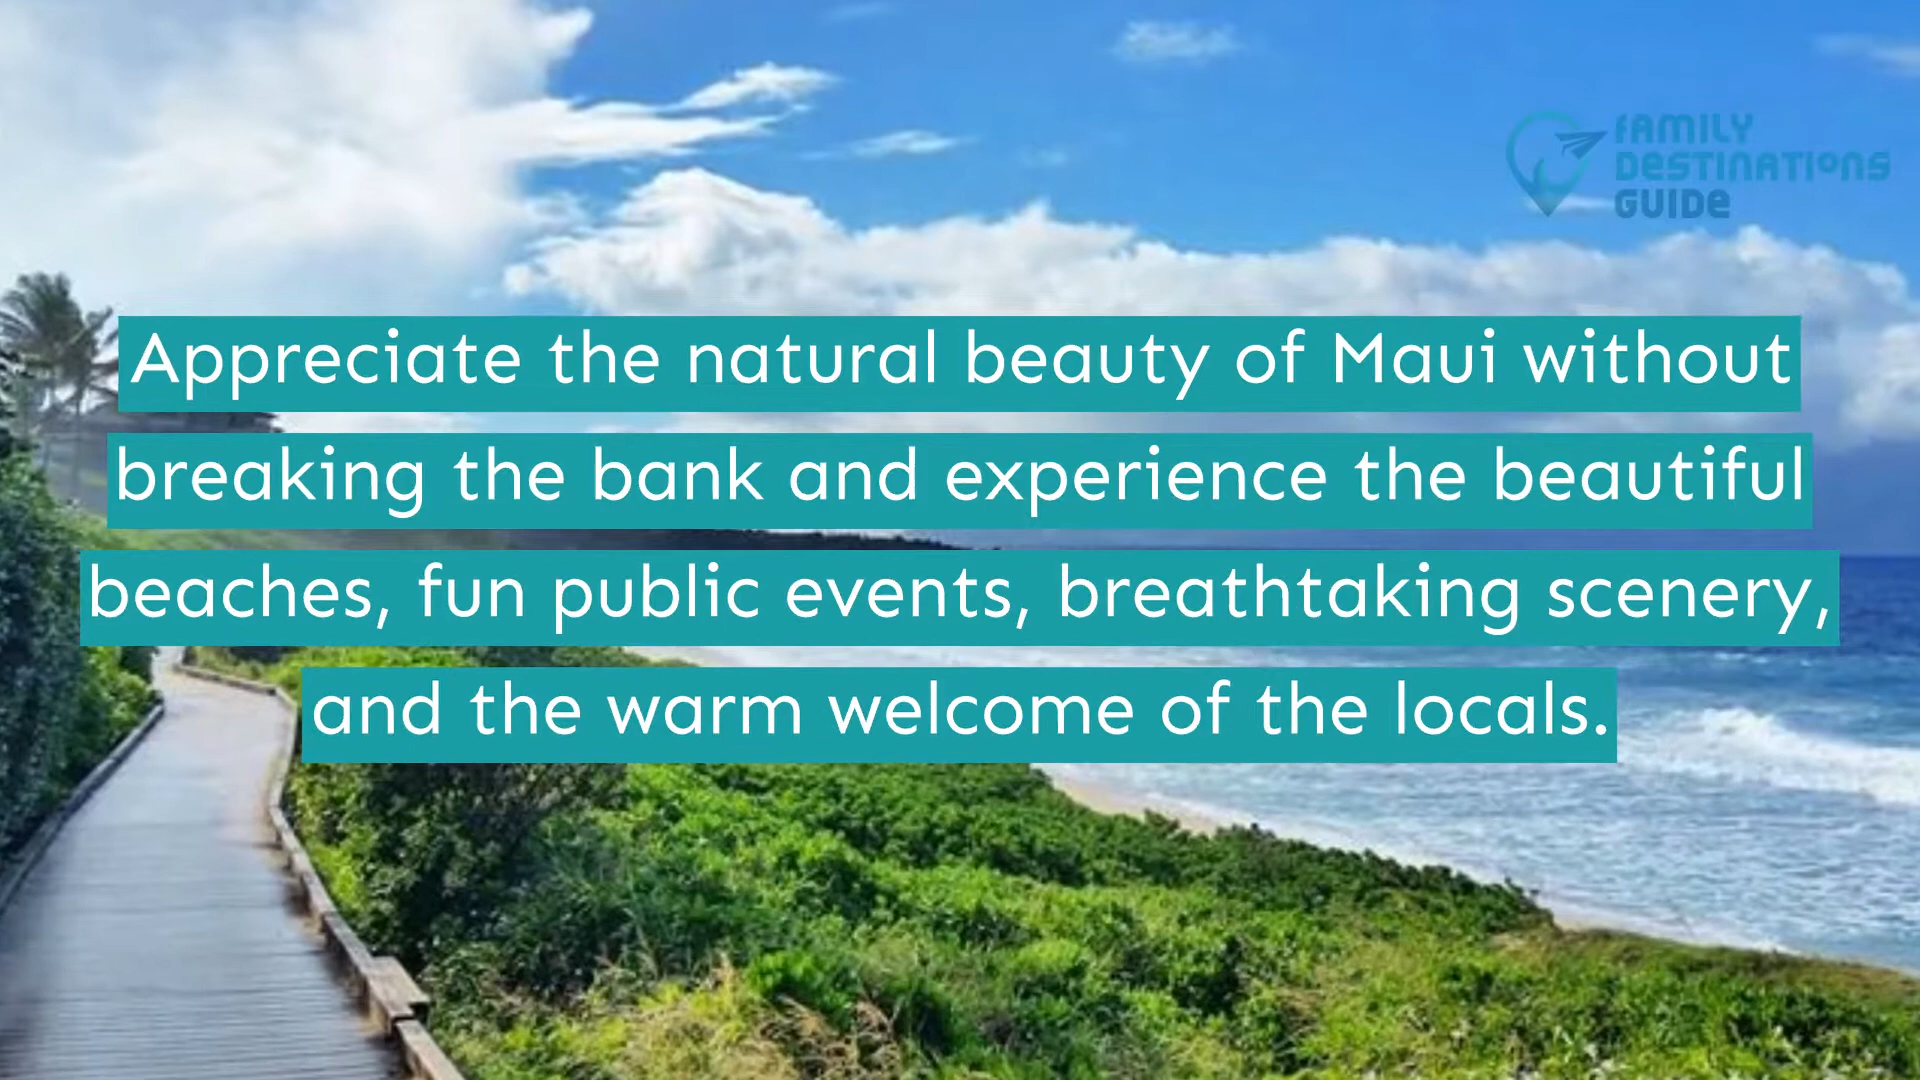 FAMILY
DESTINATIONS
GUIDE
Appreciate the natural beauty of Maui without
breaking the bank and experience the beautiful
beaches, fun public events, breathtaking scenery,
and the warm welcome of the locals.